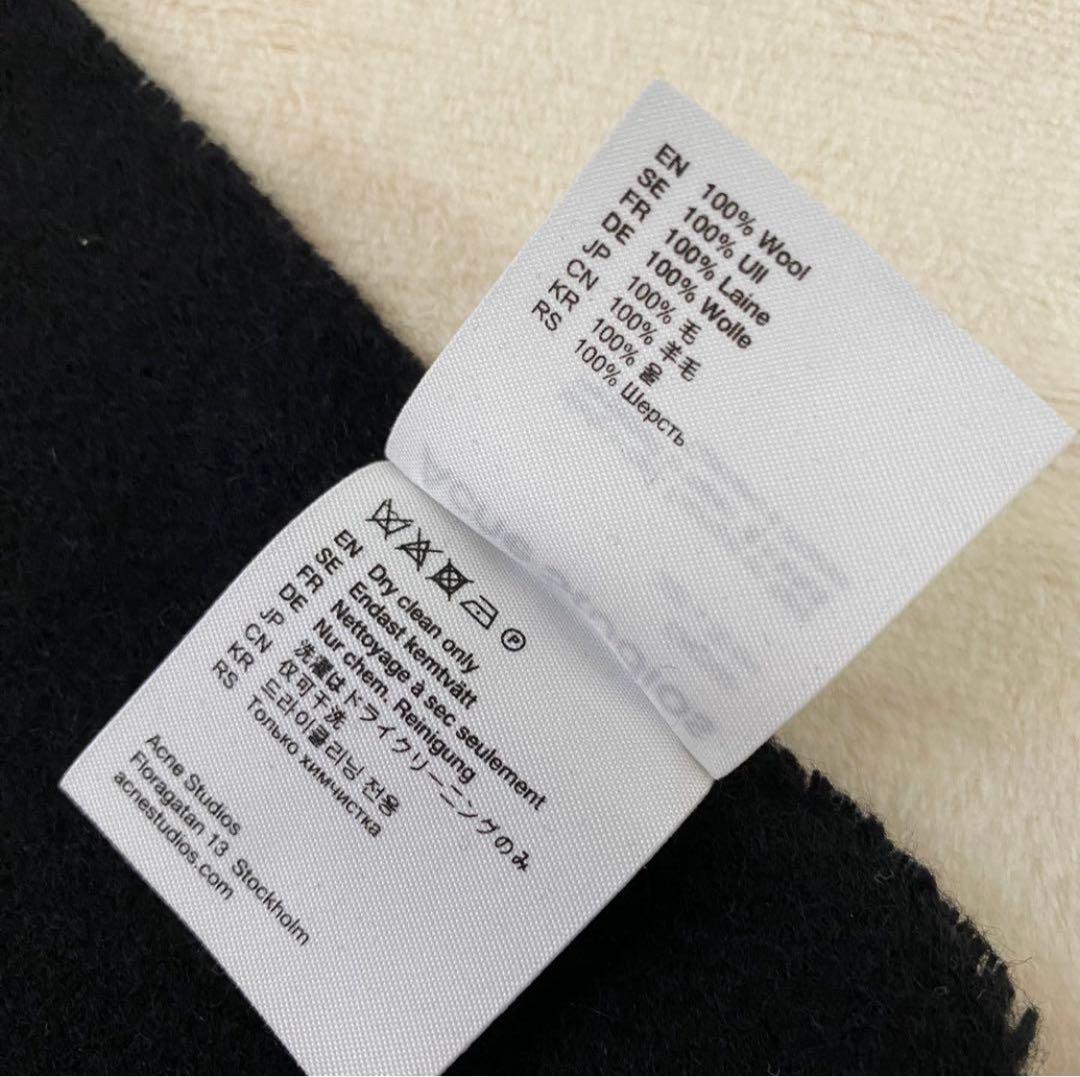 EN 100% Wool
SE 100% Ull
FR 100% Laine
DE 100% Wolle
JP 100% 毛
CN 100% 羊毛
KR 100% 울
RS 100% Шерсть
EN Dry clean only
SE Endast kemtvätt
FR Nettoyage à sec seulement
DE Nur chem. Reinigung
JP 洗濯はドライクリーニングのみ
CN 仅可干洗
KR 드라이클리닝 전용
RS Только химчистка
Acne Studios
Floragatan 13 Stockholm
acnestudios.com